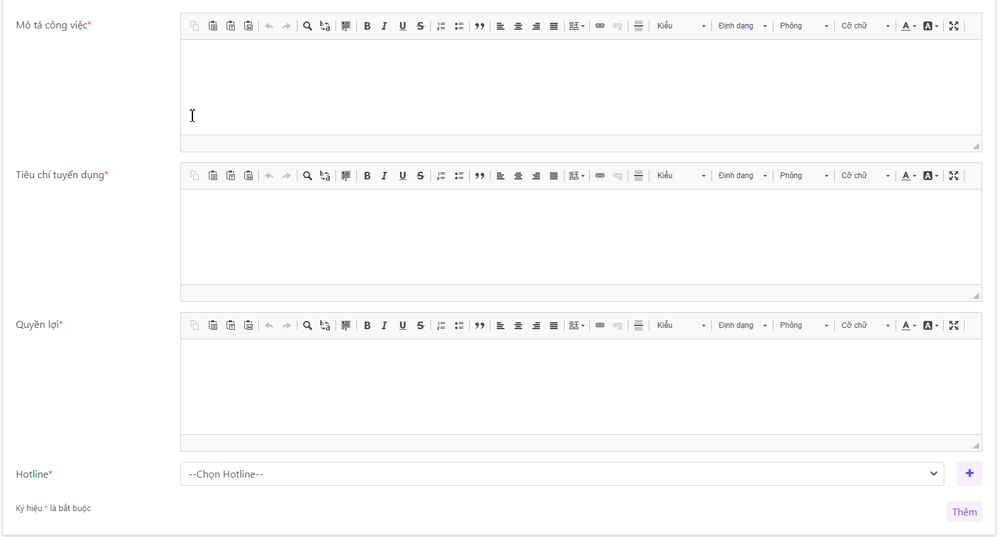 Mô tả công việc*
Kiểu Định dạng Phông Cỡ chữ
Tiêu chí tuyển dụng*
Kiểu Định dạng Phông Cỡ chữ
Quyền lợi*
Kiểu Định dạng Phông Cỡ chữ
Hotline*
--Chọn Hotline--
Ký hiệu * là bắt buộc
Thêm